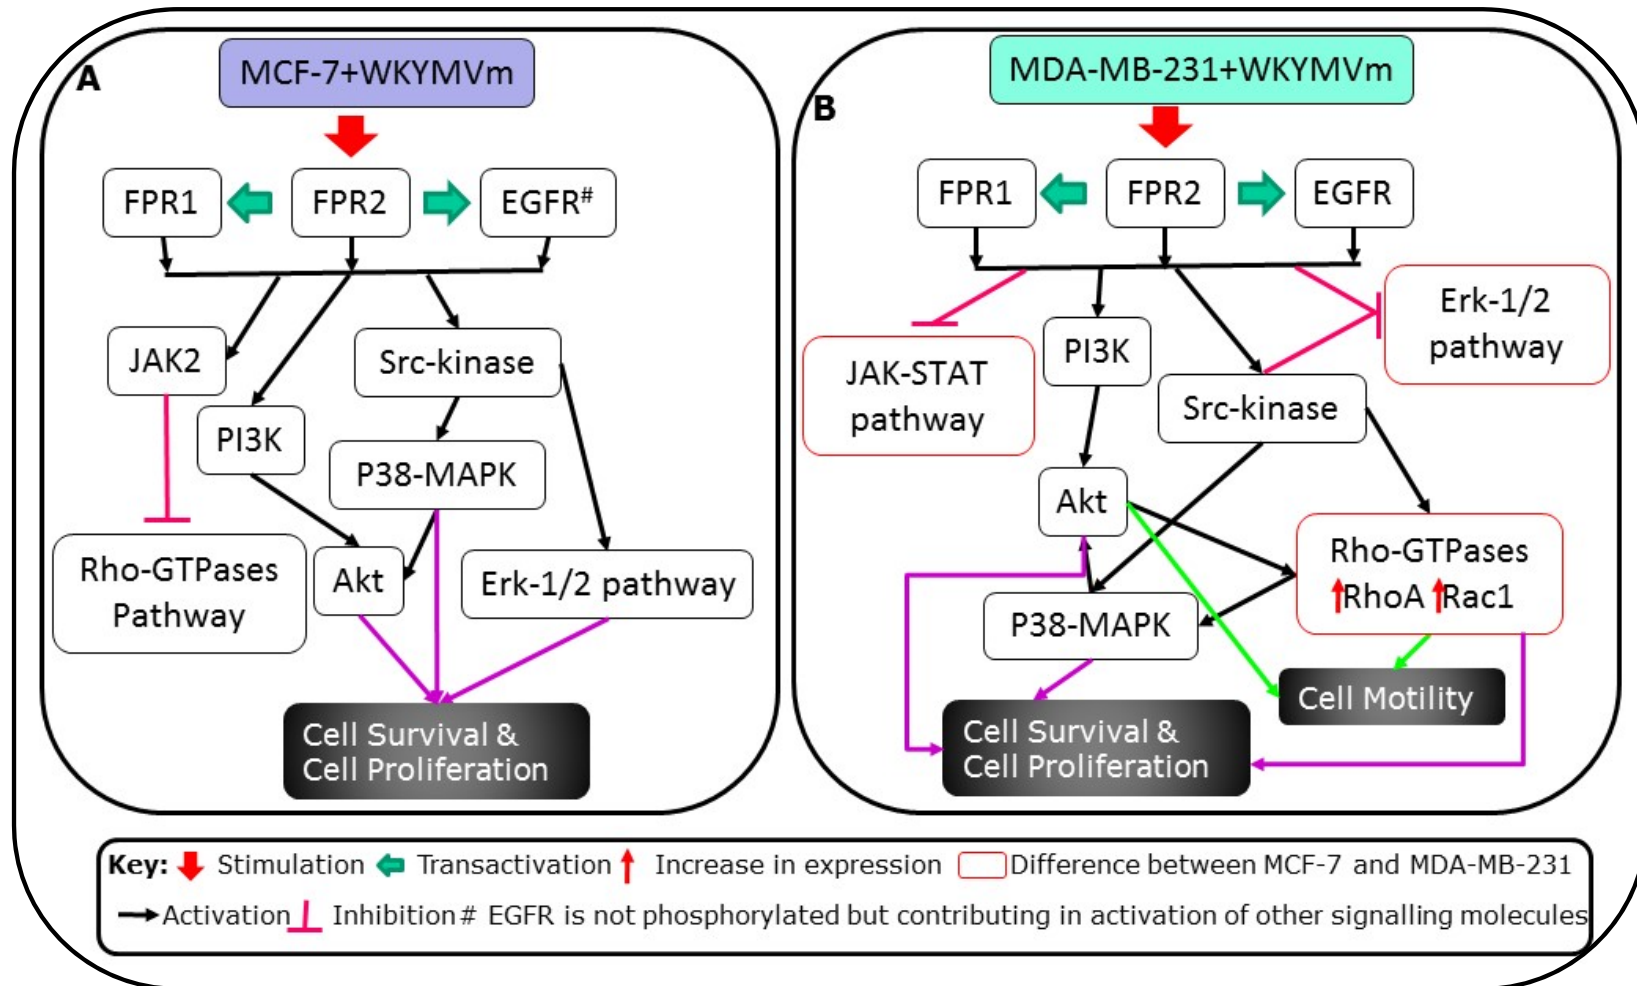 A
MCF-7+WKYMVm
FPR1
FPR2
EGFR#
JAK2
Src-kinase
PI3K
P38-MAPK
Rho-GTPases
Pathway
Akt
Erk-1/2 pathway
Cell Survival &
Cell Proliferation
B
MDA-MB-231+WKYMVm
FPR1
FPR2
EGFR
Erk-1/2
pathway
PI3K
JAK-STAT
pathway
Src-kinase
Akt
Rho-GTPases
RhoA Rac1
P38-MAPK
Cell Motility
Cell Survival &
Cell Proliferation
Key: Stimulation Transactivation Increase in expression Difference between MCF-7 and MDA-MB-231
Activation Inhibition # EGFR is not phosphorylated but contributing in activation of other signalling molecules